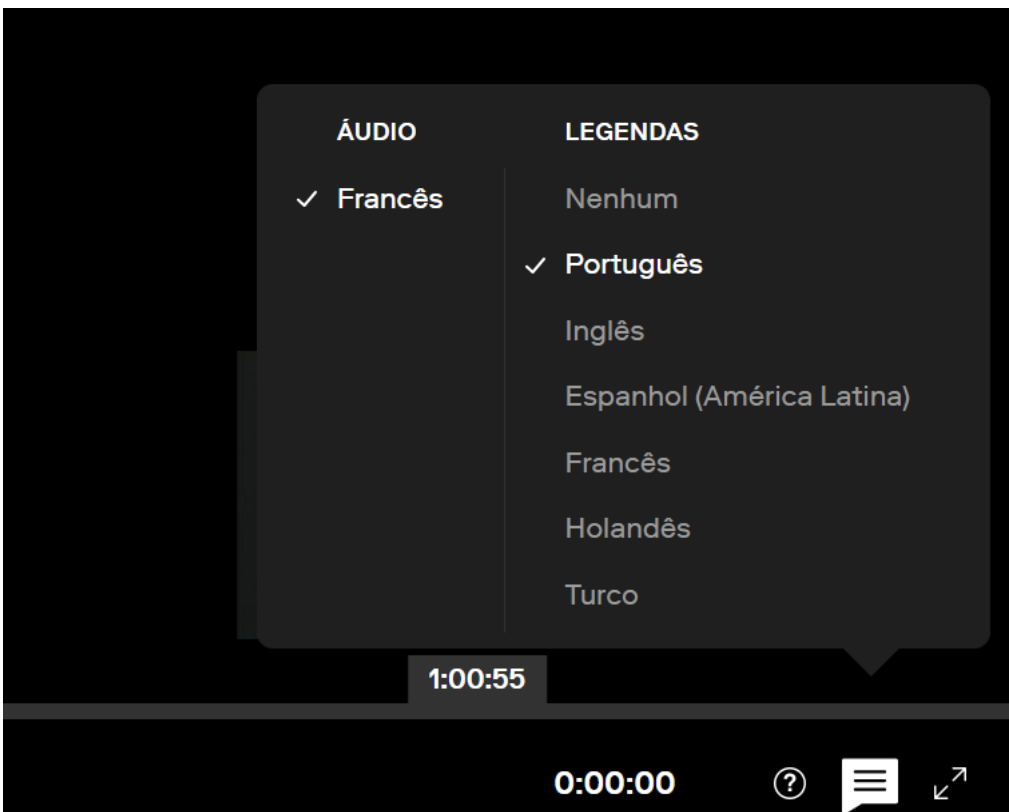 ÁUDIO
Francês
LEGENDAS
Nenhum
Português
Inglês
Espanhol (América Latina)
Francês
Holandês
Turco
1:00:55
0:00:00
?